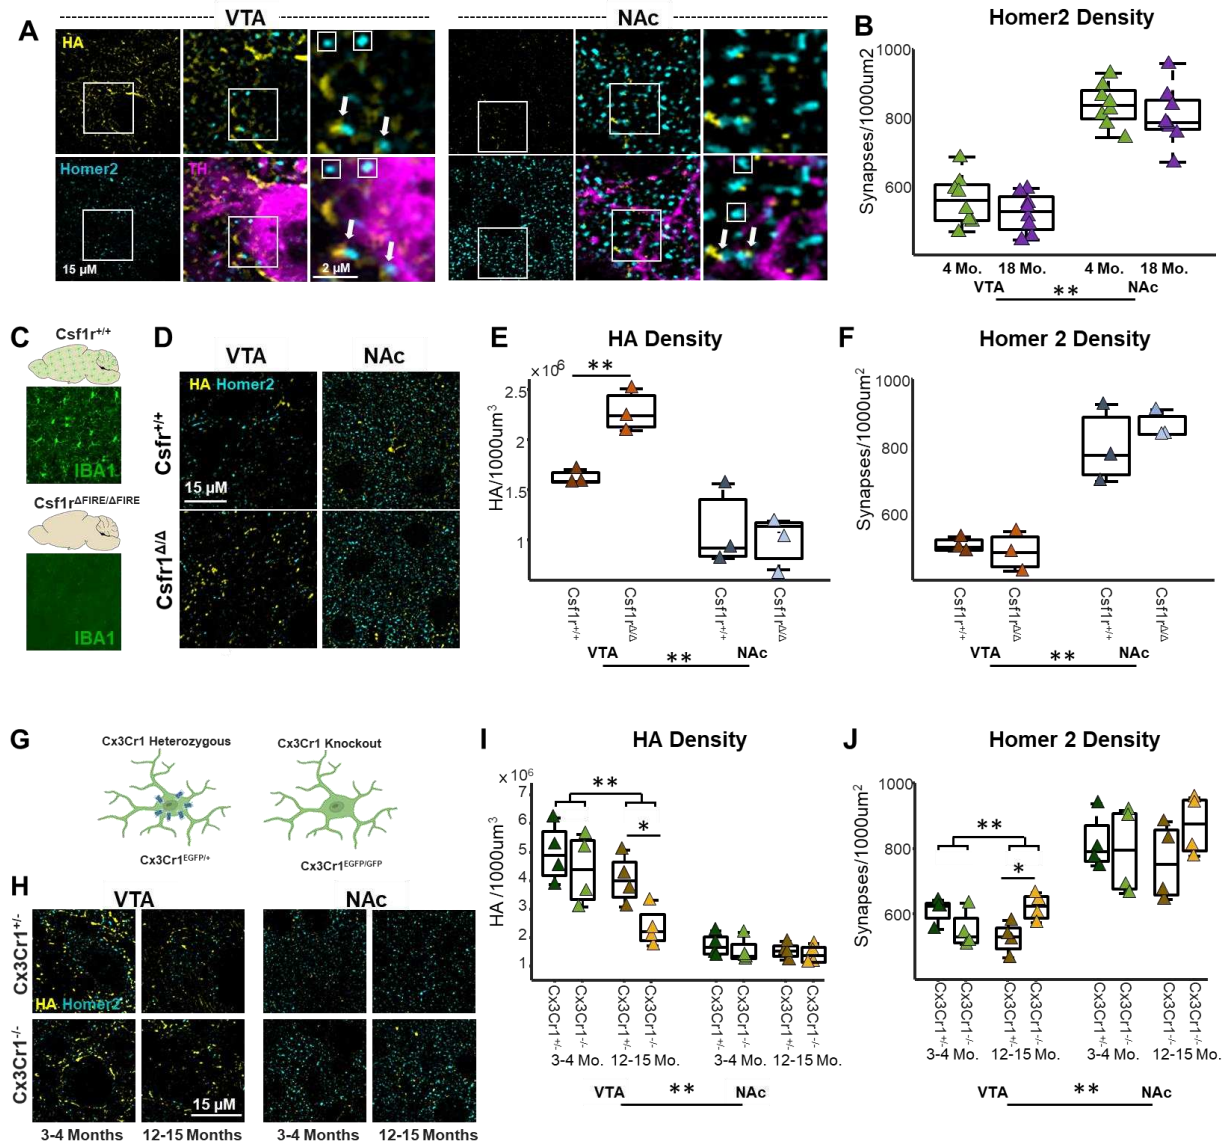 A
VTA
NAc
HA
Homer2
TH
15 µM
2 µM
B
Homer2 Density
Synapses/1000um2
1000
800
600
4 Mo.
18 Mo.
4 Mo.
18 Mo.
VTA
**
NAc
C
Csf1r+/+
IBA1
Csf1rΔFIRE/ΔFIRE
IBA1
D
VTA
NAc
HA Homer2
Csfr+/+
15 µM
Csfr1Δ/Δ
E
HA Density
x 10⁶
**
HA/1000um³
2.5
2
1.5
1
Csf1r+/+
Csf1rΔ/Δ
Csf1r+/+
Csf1rΔ/Δ
VTA
**
NAc
F
Homer 2 Density
Synapses/1000um²
1000
800
600
Csf1r+/+
Csf1rΔ/Δ
Csf1r+/+
Csf1rΔ/Δ
VTA
**
NAc
G
Cx3Cr1 Heterozygous
Cx3Cr1 Knockout
Cx3Cr1EGFP/+
Cx3Cr1EGFP/GFP
H
VTA
NAc
Cx3Cr1+/-
HA Homer2
Cx3Cr1-/-
15 µM
3-4 Months
12-15 Months
3-4 Months
12-15 Months
I
HA Density
x 10⁶
HA /1000um³
7
6
5
4
3
2
1
**
*
Cx3Cr1+/-
Cx3Cr1-/-
Cx3Cr1+/-
Cx3Cr1-/-
Cx3Cr1+/-
Cx3Cr1-/-
Cx3Cr1+/-
Cx3Cr1-/-
3-4 Mo.
12-15 Mo.
3-4 Mo.
12-15 Mo.
VTA
**
NAc
J
Homer 2 Density
Synapses/1000um²
1000
800
600
**
*
Cx3Cr1+/-
Cx3Cr1-/-
Cx3Cr1+/-
Cx3Cr1-/-
Cx3Cr1+/-
Cx3Cr1-/-
Cx3Cr1+/-
Cx3Cr1-/-
3-4 Mo.
12-15 Mo.
3-4 Mo.
12-15 Mo.
VTA
**
NAc